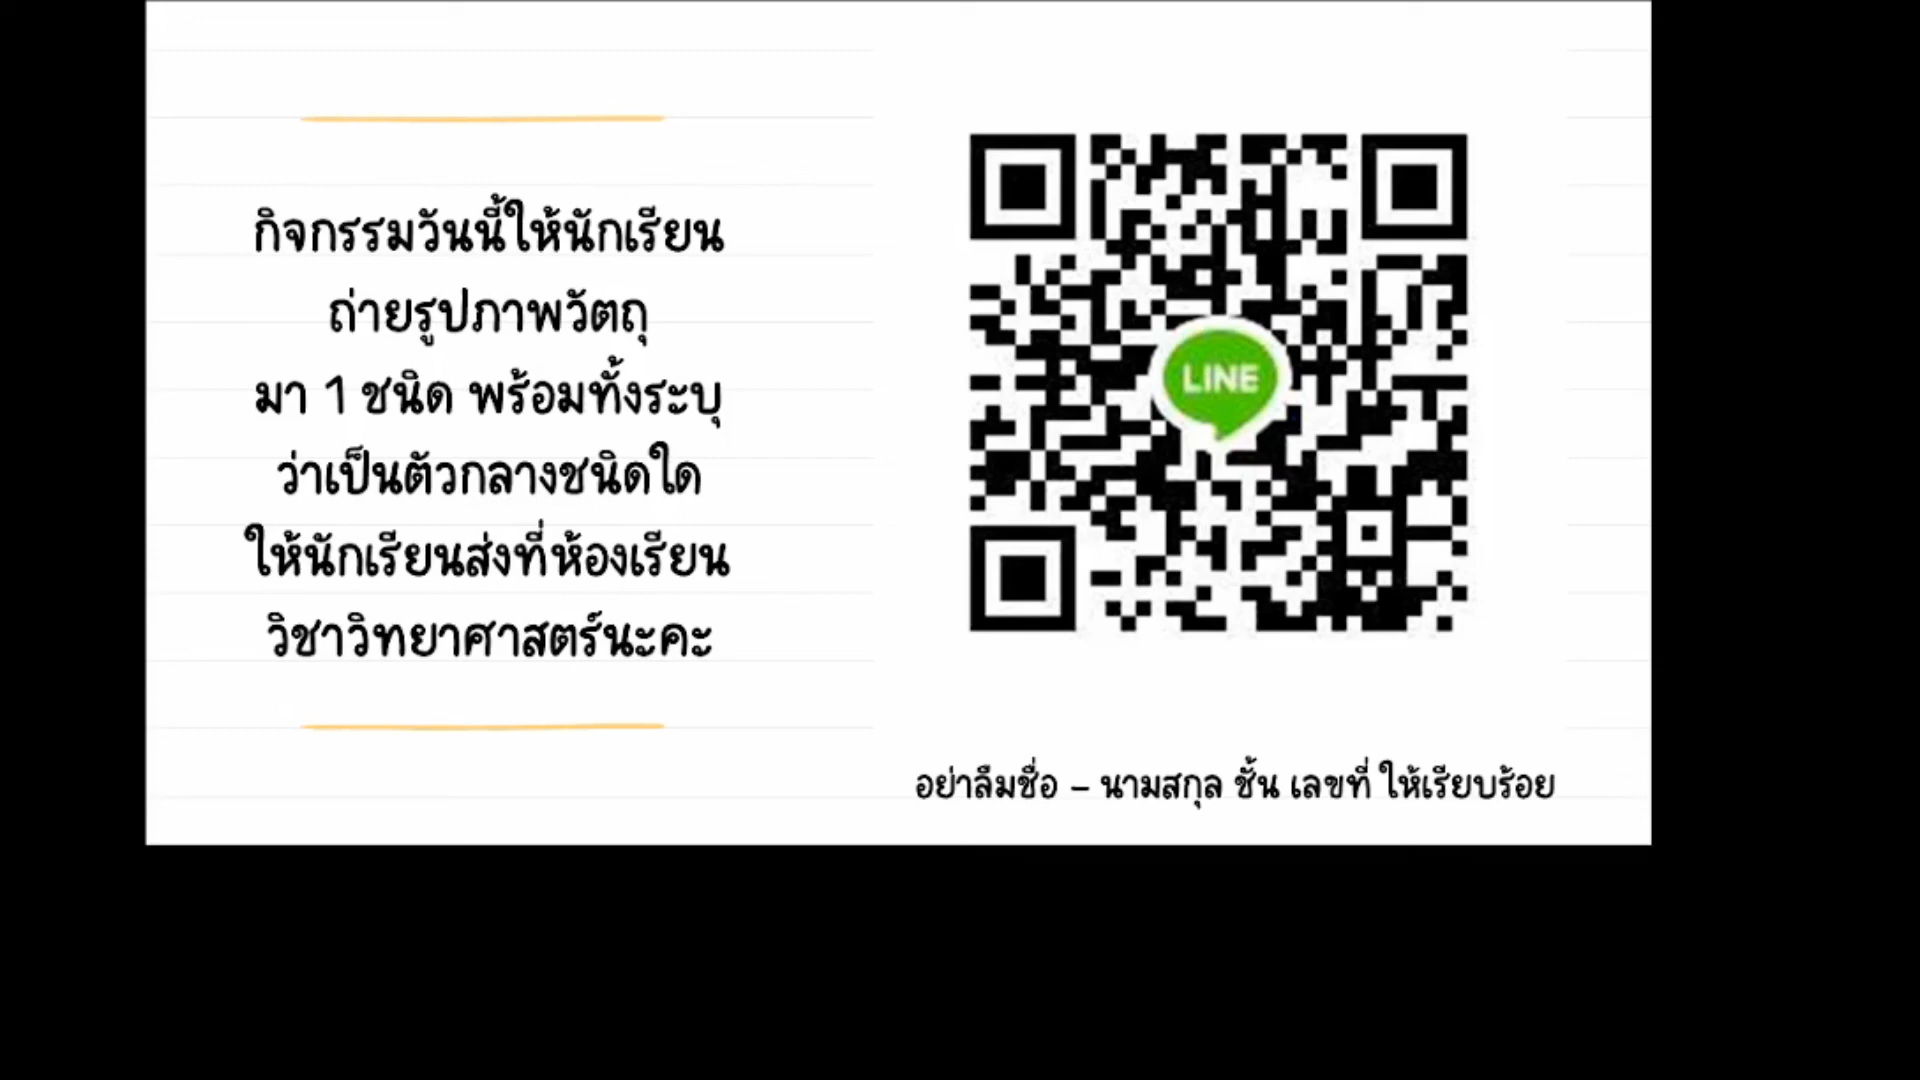 กิจกรรมวันนี้ให้นักเรียน
ถ่ายรูปภาพวัตถุ
มา 1 ชนิด พร้อมทั้งระบุ
ว่าเป็นตัวกลางชนิดใด
ให้นักเรียนส่งที่ห้องเรียน
วิชาวิทยาศาสตร์นะคะ
LINE
อย่าลืมชื่อ – นามสกุล ชั้น เลขที่ ให้เรียบร้อย